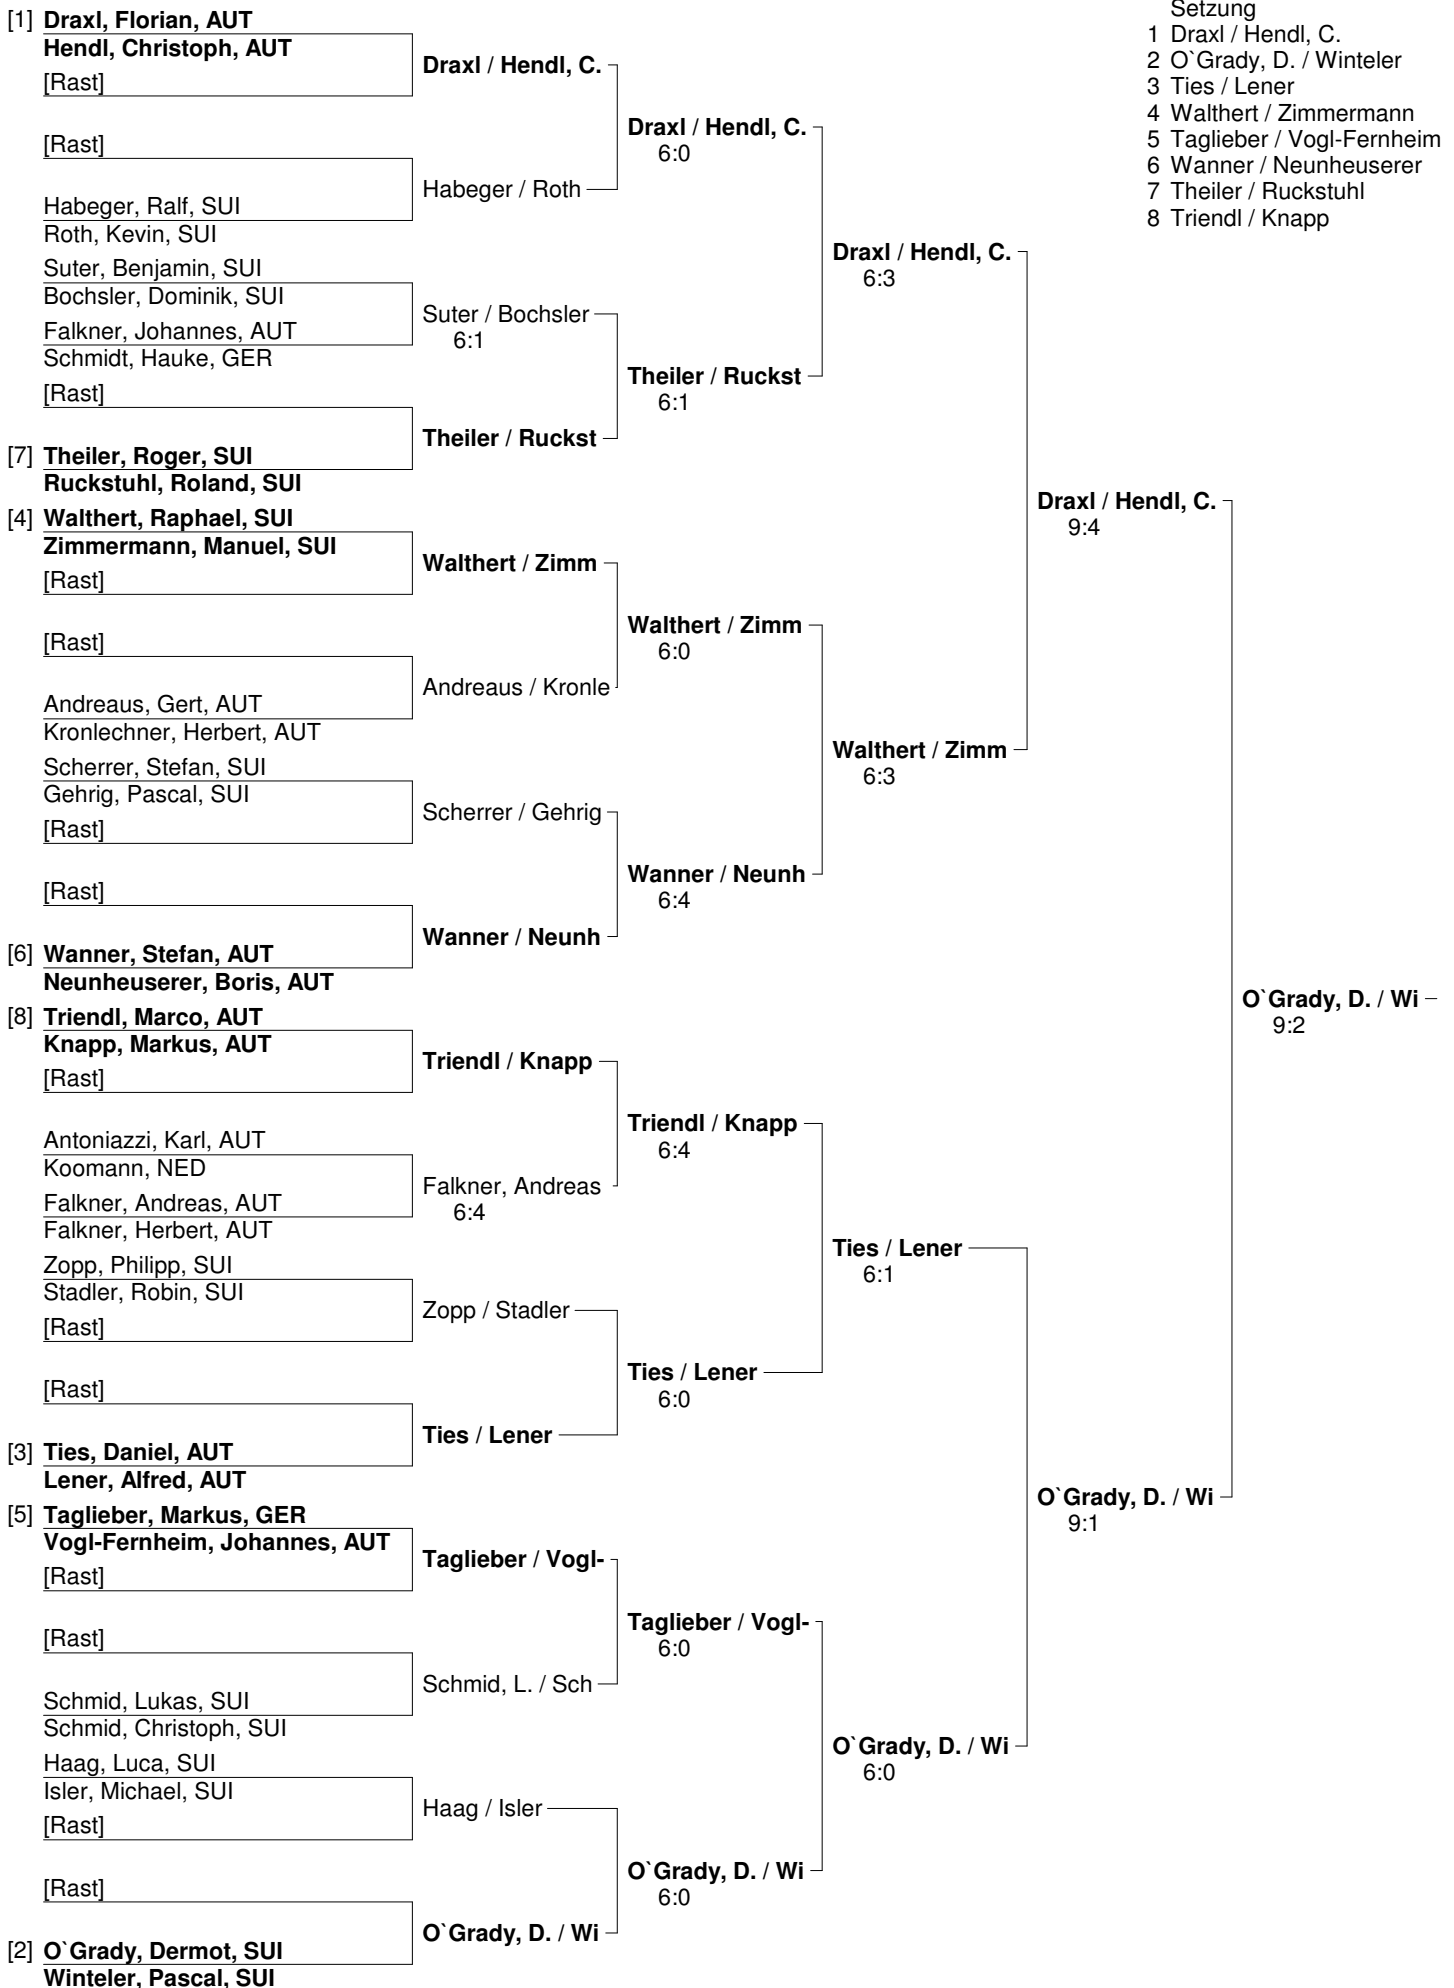 Setzung
1 Draxl / Hendl, C.
2 O`Grady, D. / Winteler
3 Ties / Lener
4 Walthert / Zimmermann
5 Taglieber / Vogl-Fernheim
6 Wanner / Neunheuserer
7 Theiler / Ruckstuhl
8 Triendl / Knapp
[1] Draxl, Florian, AUT
Hendl, Christoph, AUT
[Rast]
[Rast]
Habeger, Ralf, SUI
Roth, Kevin, SUI
Suter, Benjamin, SUI
Bochsler, Dominik, SUI
Falkner, Johannes, AUT
Schmidt, Hauke, GER
[Rast]
[7] Theiler, Roger, SUI
Ruckstuhl, Roland, SUI
[4] Walthert, Raphael, SUI
Zimmermann, Manuel, SUI
[Rast]
[Rast]
Andreaus, Gert, AUT
Kronlechner, Herbert, AUT
Scherrer, Stefan, SUI
Gehrig, Pascal, SUI
[Rast]
[Rast]
[6] Wanner, Stefan, AUT
Neunheuserer, Boris, AUT
[8] Triendl, Marco, AUT
Knapp, Markus, AUT
[Rast]
Antoniazzi, Karl, AUT
Koomann, NED
Falkner, Andreas, AUT
Falkner, Herbert, AUT
Zopp, Philipp, SUI
Stadler, Robin, SUI
[Rast]
[Rast]
[3] Ties, Daniel, AUT
Lener, Alfred, AUT
[5] Taglieber, Markus, GER
Vogl-Fernheim, Johannes, AUT
[Rast]
[Rast]
Schmid, Lukas, SUI
Schmid, Christoph, SUI
Haag, Luca, SUI
Isler, Michael, SUI
[Rast]
[Rast]
[2] O`Grady, Dermot, SUI
Winteler, Pascal, SUI
Draxl / Hendl, C.
Habeger / Roth
Suter / Bochsler
6:1
Theiler / Ruckst
Walthert / Zimm
Andreaus / Kronle
Scherrer / Gehrig
Wanner / Neunh
Triendl / Knapp
Falkner, Andreas
6:4
Zopp / Stadler
Ties / Lener
Taglieber / Vogl-
Schmid, L. / Sch
Haag / Isler
O`Grady, D. / Wi
Draxl / Hendl, C.
6:0
Theiler / Ruckst
6:1
Walthert / Zimm
6:0
Wanner / Neunh
6:4
Triendl / Knapp
6:4
Ties / Lener
6:0
Taglieber / Vogl-
6:0
O`Grady, D. / Wi
6:0
Draxl / Hendl, C.
6:3
Walthert / Zimm
6:3
Ties / Lener
6:1
O`Grady, D. / Wi
6:0
Draxl / Hendl, C.
9:4
O`Grady, D. / Wi
9:1
O`Grady, D. / Wi
9:2